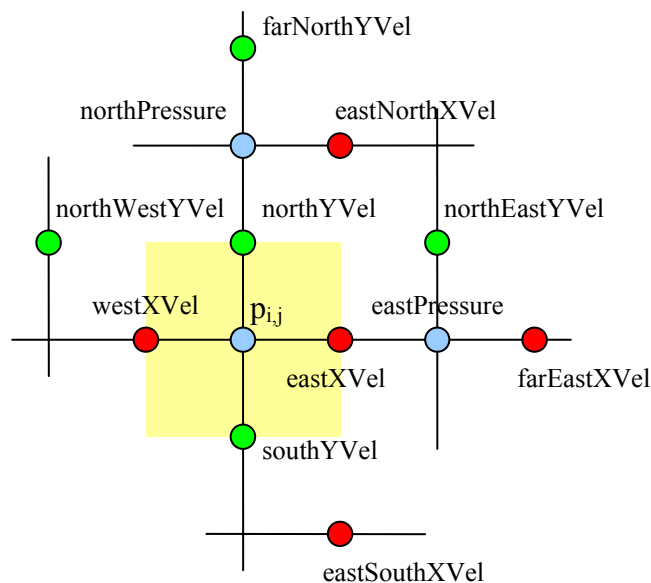 farNorthYVel
northPressure
eastNorthXVel
northWestYVel
northYVel
northEastYVel
westXVel
pi,j
eastPressure
eastXVel
farEastXVel
southYVel
eastSouthXVel